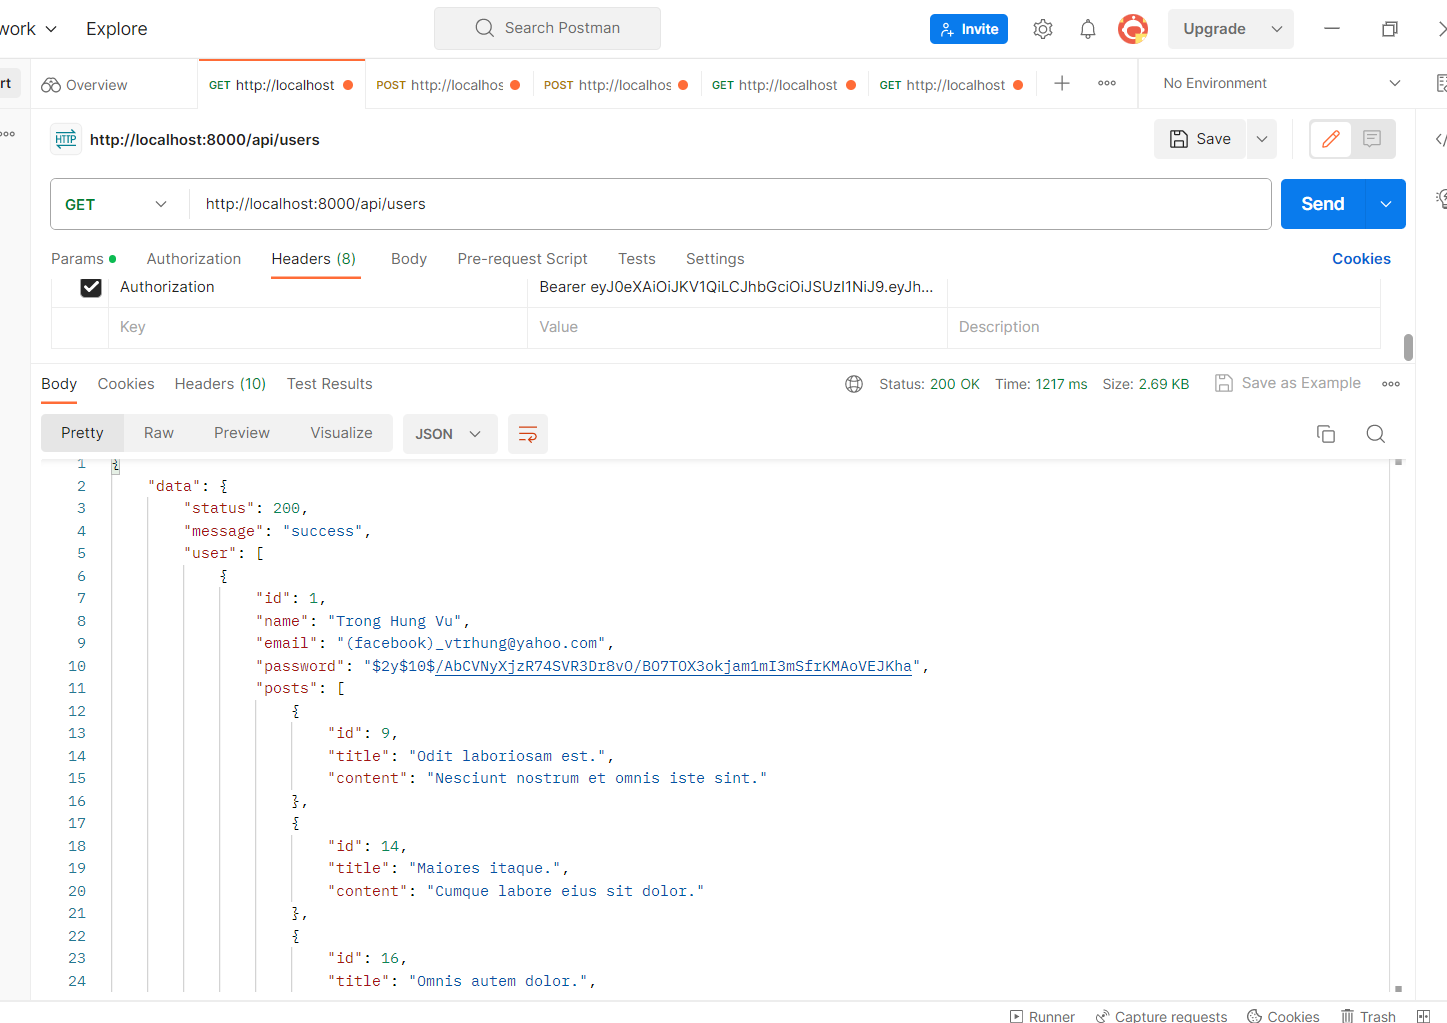 work Explore Search Postman Invite Upgrade
rt Overview GET http://localhost POST http://localhos POST http://localhos GET http://localhost GET http://localhost No Environment
HTTP http://localhost:8000/api/users Save
GET http://localhost:8000/api/users Send
Params Authorization Headers (8) Body Pre-request Script Tests Settings Cookies
Authorization Bearer eyJ0eXAiOiJKV1QiLCJhbGciOiJSUzI1NiJ9.eyJh...
Key Value Description
Body Cookies Headers (10) Test Results Status: 200 OK Time: 1217 ms Size: 2.69 KB Save as Example
Pretty Raw Preview Visualize JSON
1 {
2 "data": {
3 "status": 200,
4 "message": "success",
5 "user": [
6 {
7 "id": 1,
8 "name": "Trong Hung Vu",
9 "email": "(facebook)_vtrhung@yahoo.com",
10 "password": "$2y$10$/AbCVNyXjzR74SVR3Dr8vO/BO7TOX3okjam1mI3mSfrKMAoVEJKha",
11 "posts": [
12 {
13 "id": 9,
14 "title": "Odit laboriosam est.",
15 "content": "Nesciunt nostrum et omnis iste sint."
16 },
17 {
18 "id": 14,
19 "title": "Maiores itaque.",
20 "content": "Cumque labore eius sit dolor."
21 },
22 {
23 "id": 16,
24 "title": "Omnis autem dolor.",
Runner Capture requests Cookies Trash